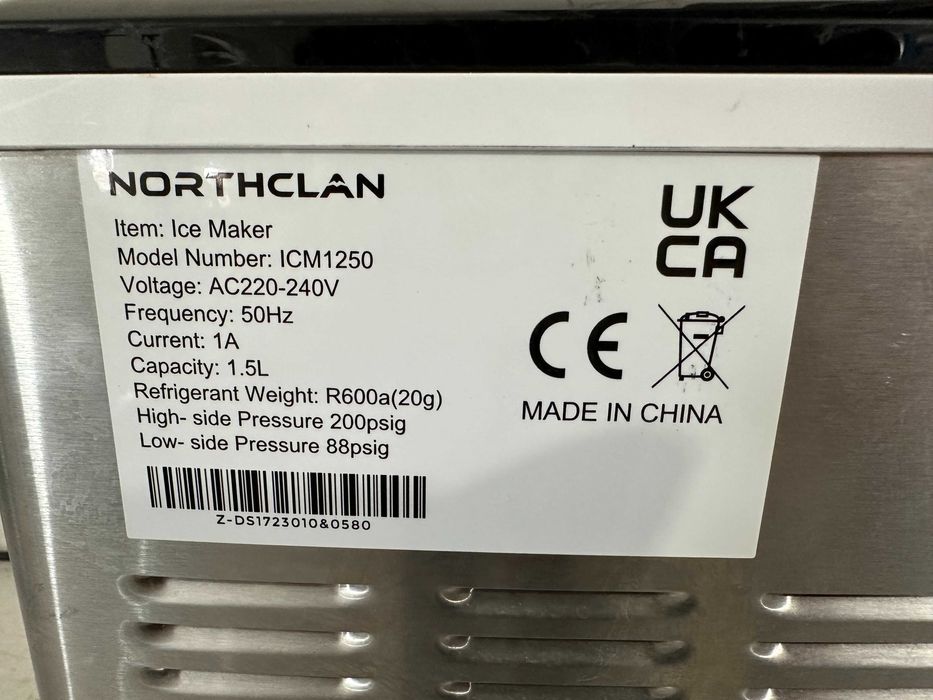 NORTHCLAN
Item: Ice Maker
Model Number: ICM1250
Voltage: AC220-240V
Frequency: 50Hz
Current: 1A
Capacity: 1.5L
Refrigerant Weight: R600a(20g)
High- side Pressure 200psig
Low- side Pressure 88psig
Z-DS1723010&0580
UK
CA
CE
MADE IN CHINA